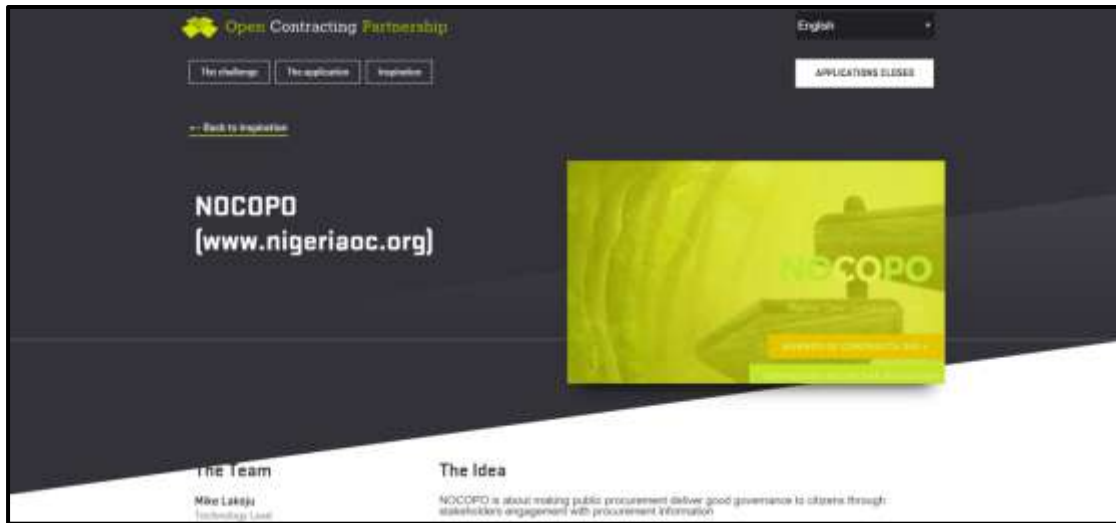 Open Contracting Partnership
English
The challenge
The application
Inspiration
APPLICATIONS CLOSED
Back to Inspiration
NOCOPO
(www.nigeriaoc.org)
NOCOPO
The Team
The Idea
Mike Lakoju
Technology Lead
NOCOPO is about making public procurement deliver good governance to citizens through
stakeholders engagement with procurement information